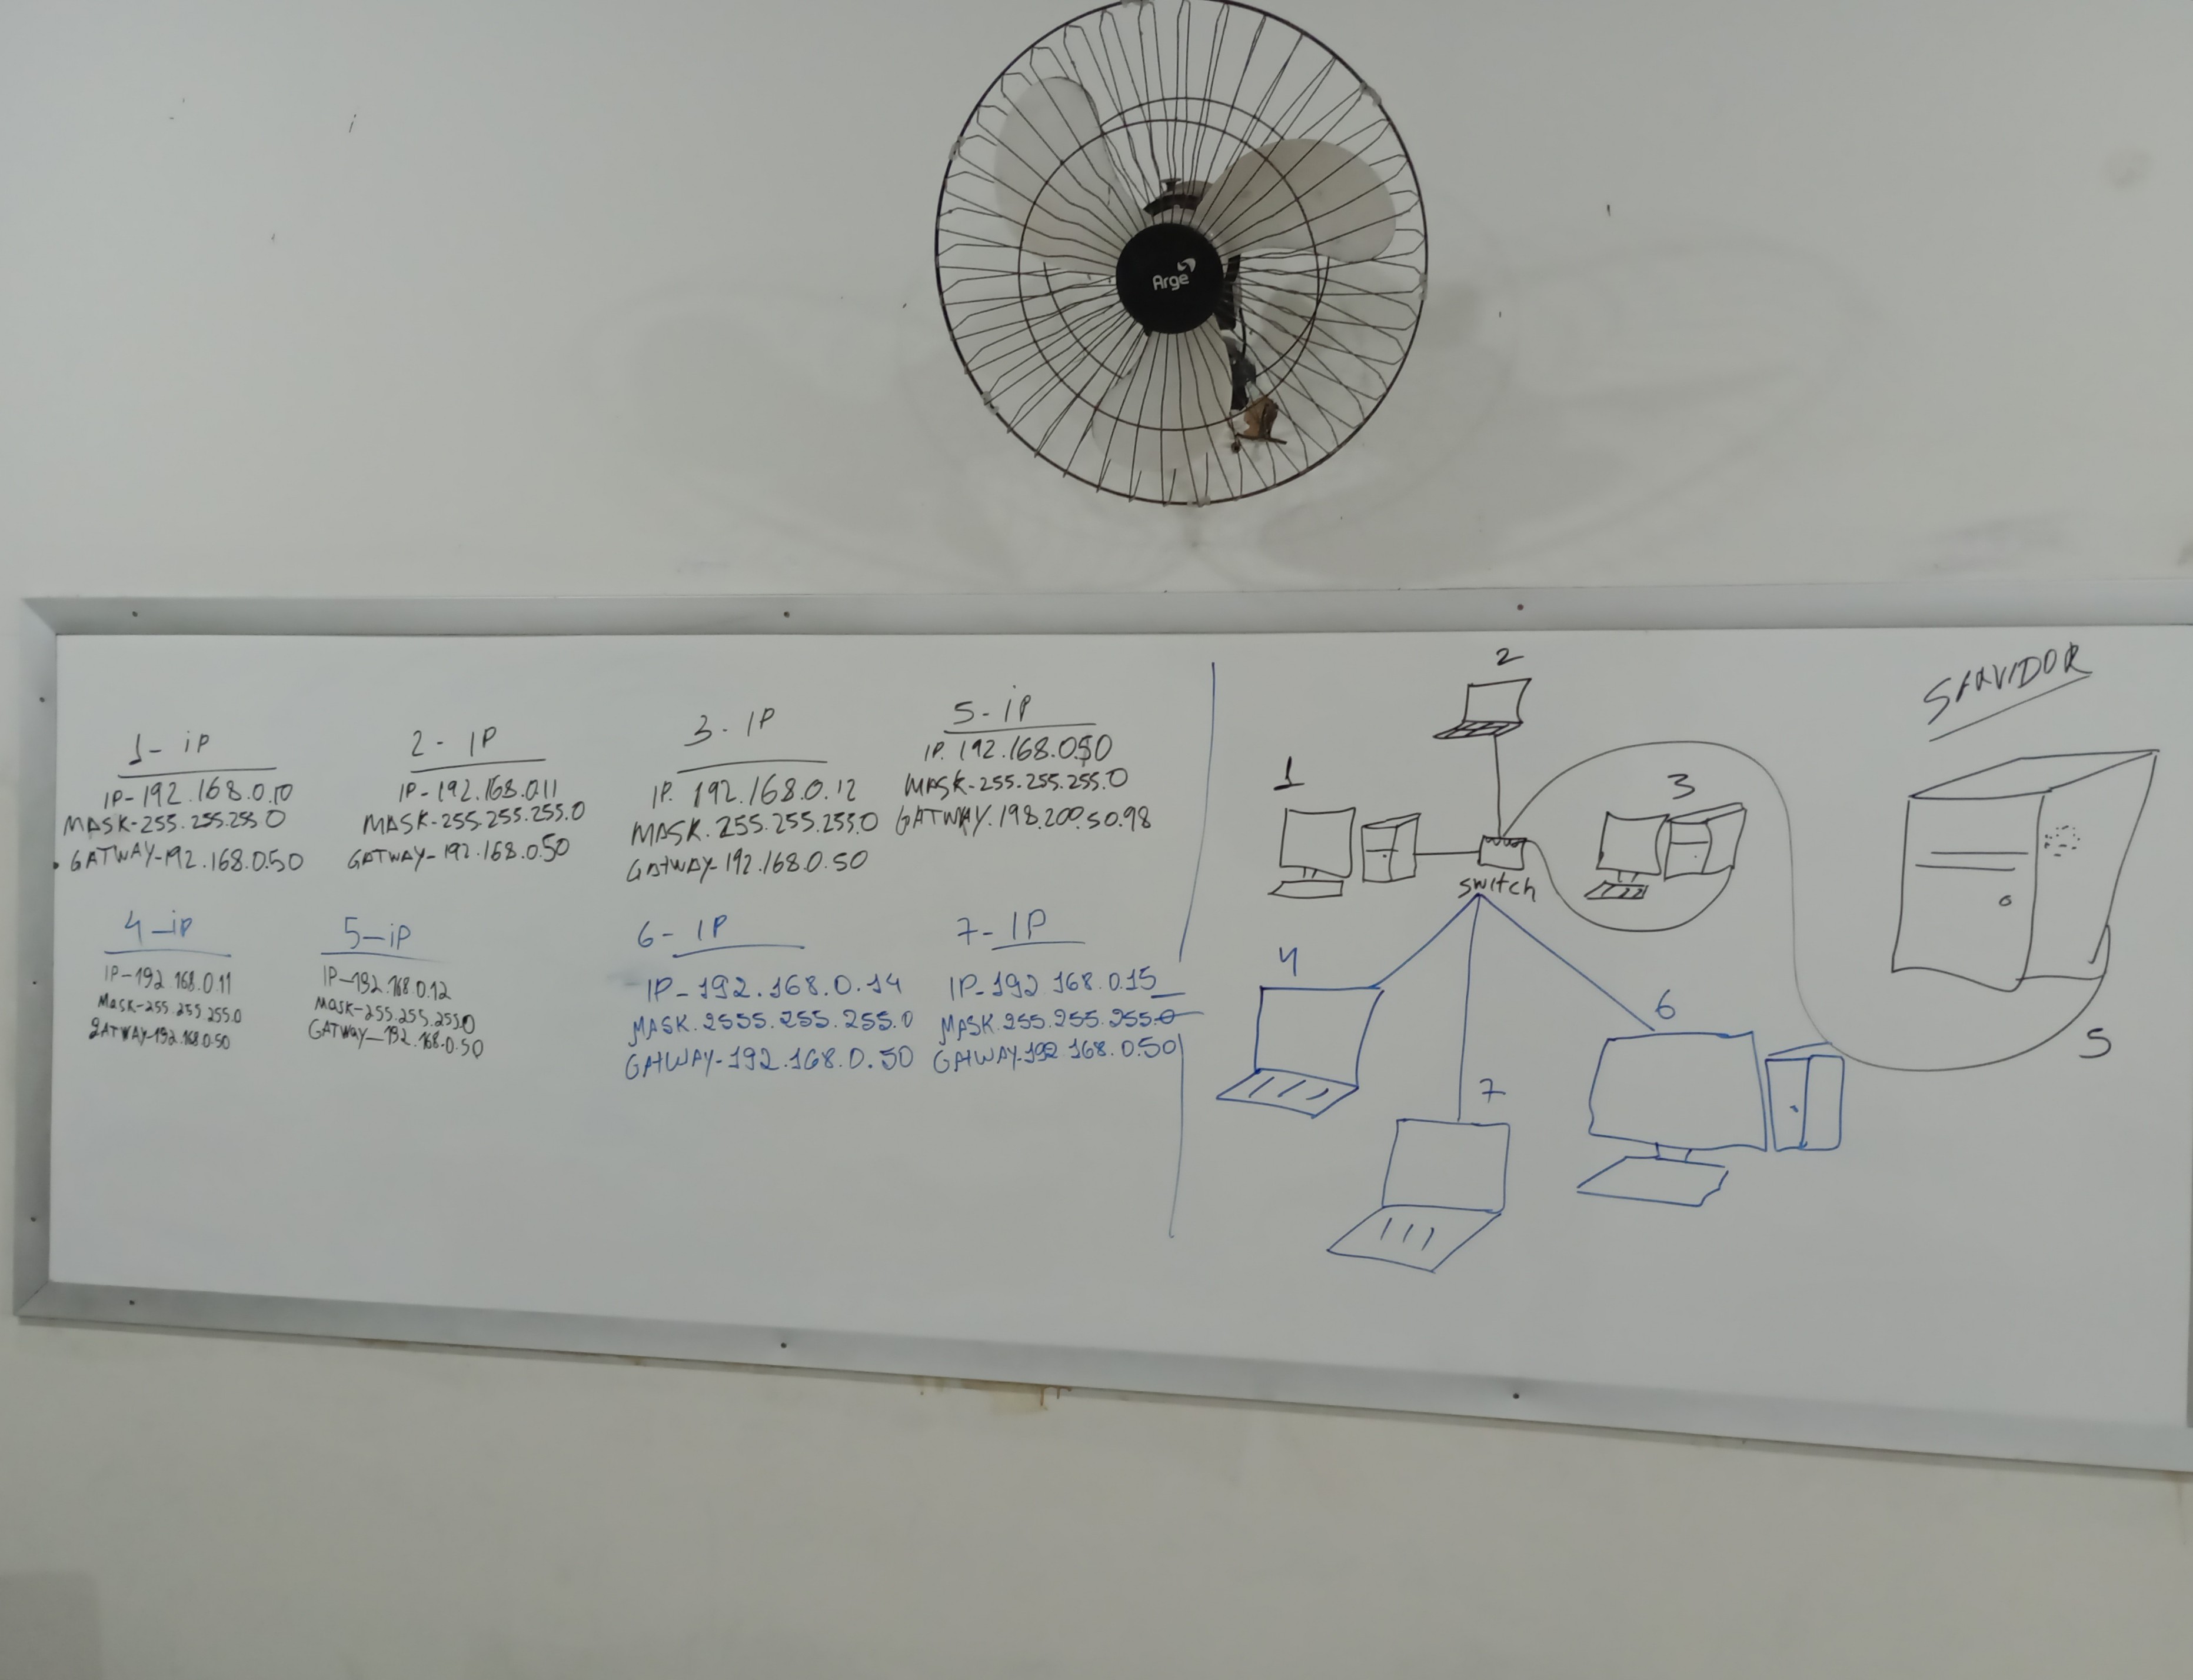 Arge
1- iP
IP-192.168.0.10
MASK-255.255.255.0
. GATWAY-192.168.0.50
2- IP
IP-192.168.011
MASK-255.255.255.0
GATWAY-192.168.0.50
3. IP
IP. 192.168.0.12
MASK.255.255.255.0
GATWAY-192.168.0.50
5-iP
IP. 192.168.0.50
MASK-255.255.255.0
GATWAY.198.200.50.98
4-iP
IP-192.168.0.11
MASK-255.255.255.0
GATWAY-192.168.0.50
5-iP
IP-192.168.0.12
MASK-255.255.255.0
GATWAY-192.168.0.50
6- IP
IP-192.168.0.14
MASK.2555.255.255.0
GATWAY-192.168.0.50
7- IP
IP-192.168.0.15
MASK.255.255.255.0
GATWAY-192.168.0.50
2
SERVIDOR
1
3
switch
4
6
5
7